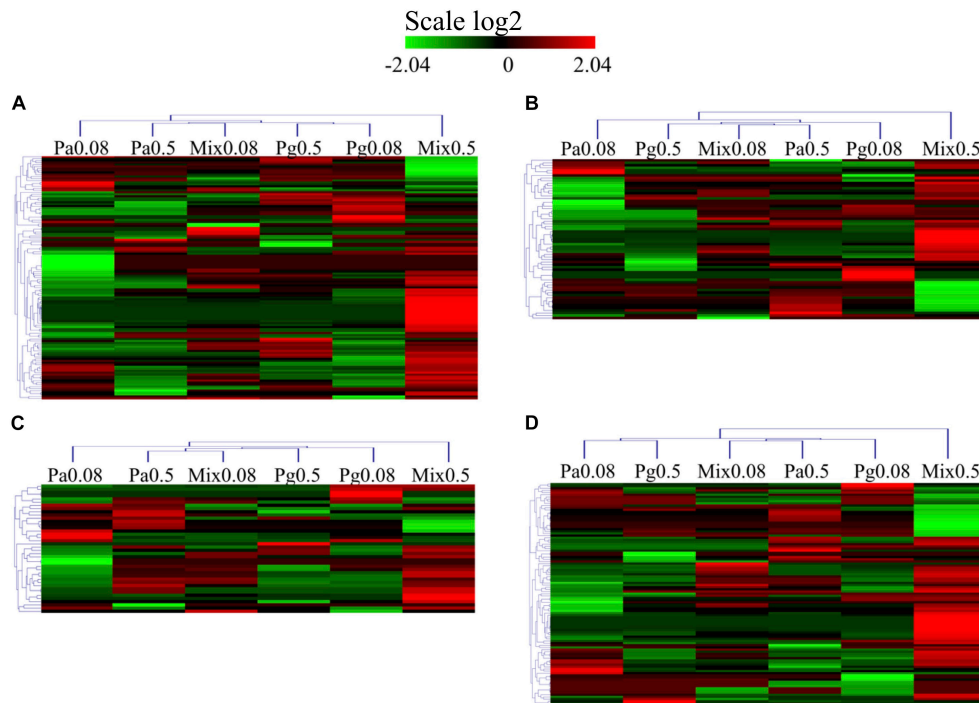 Scale log2
-2.04 0 2.04
A
Pa0.08 Pa0.5 Mix0.08 Pg0.5 Pg0.08 Mix0.5
B
Pa0.08 Pg0.5 Mix0.08 Pa0.5 Pg0.08 Mix0.5
C
Pa0.08 Pa0.5 Mix0.08 Pg0.5 Pg0.08 Mix0.5
D
Pa0.08 Pg0.5 Mix0.08 Pa0.5 Pg0.08 Mix0.5